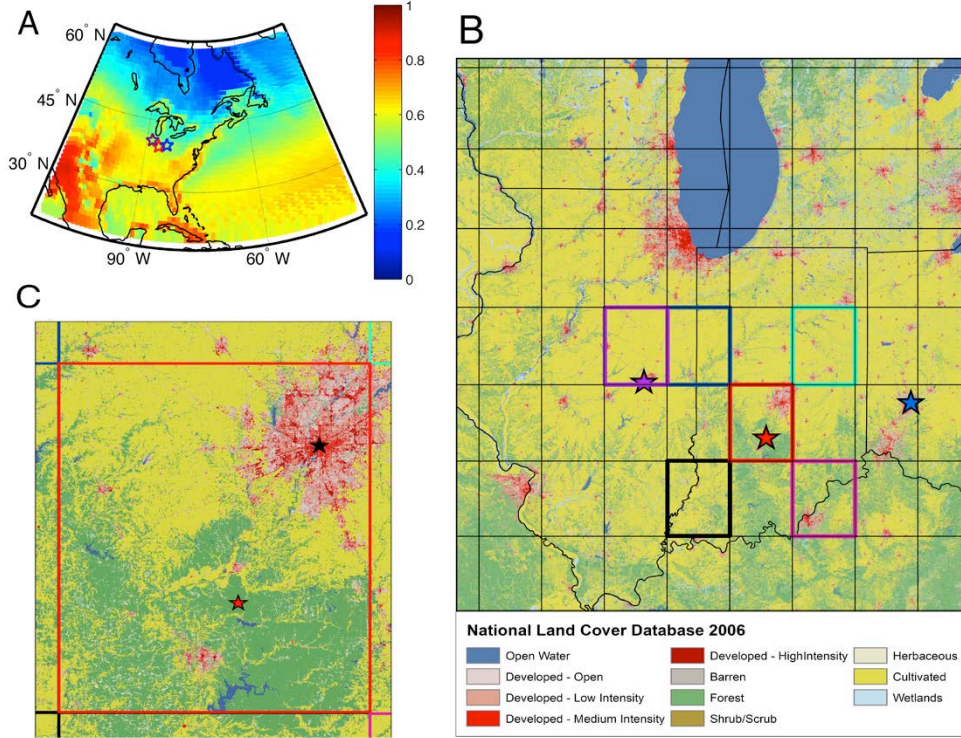 A
60° N
45° N
30° N
90° W
60° W
1
0.8
0.6
0.4
0.2
0
B
C
National Land Cover Database 2006
Open Water
Developed - Open
Developed - Low Intensity
Developed - Medium Intensity
Developed - HighIntensity
Barren
Forest
Shrub/Scrub
Herbaceous
Cultivated
Wetlands